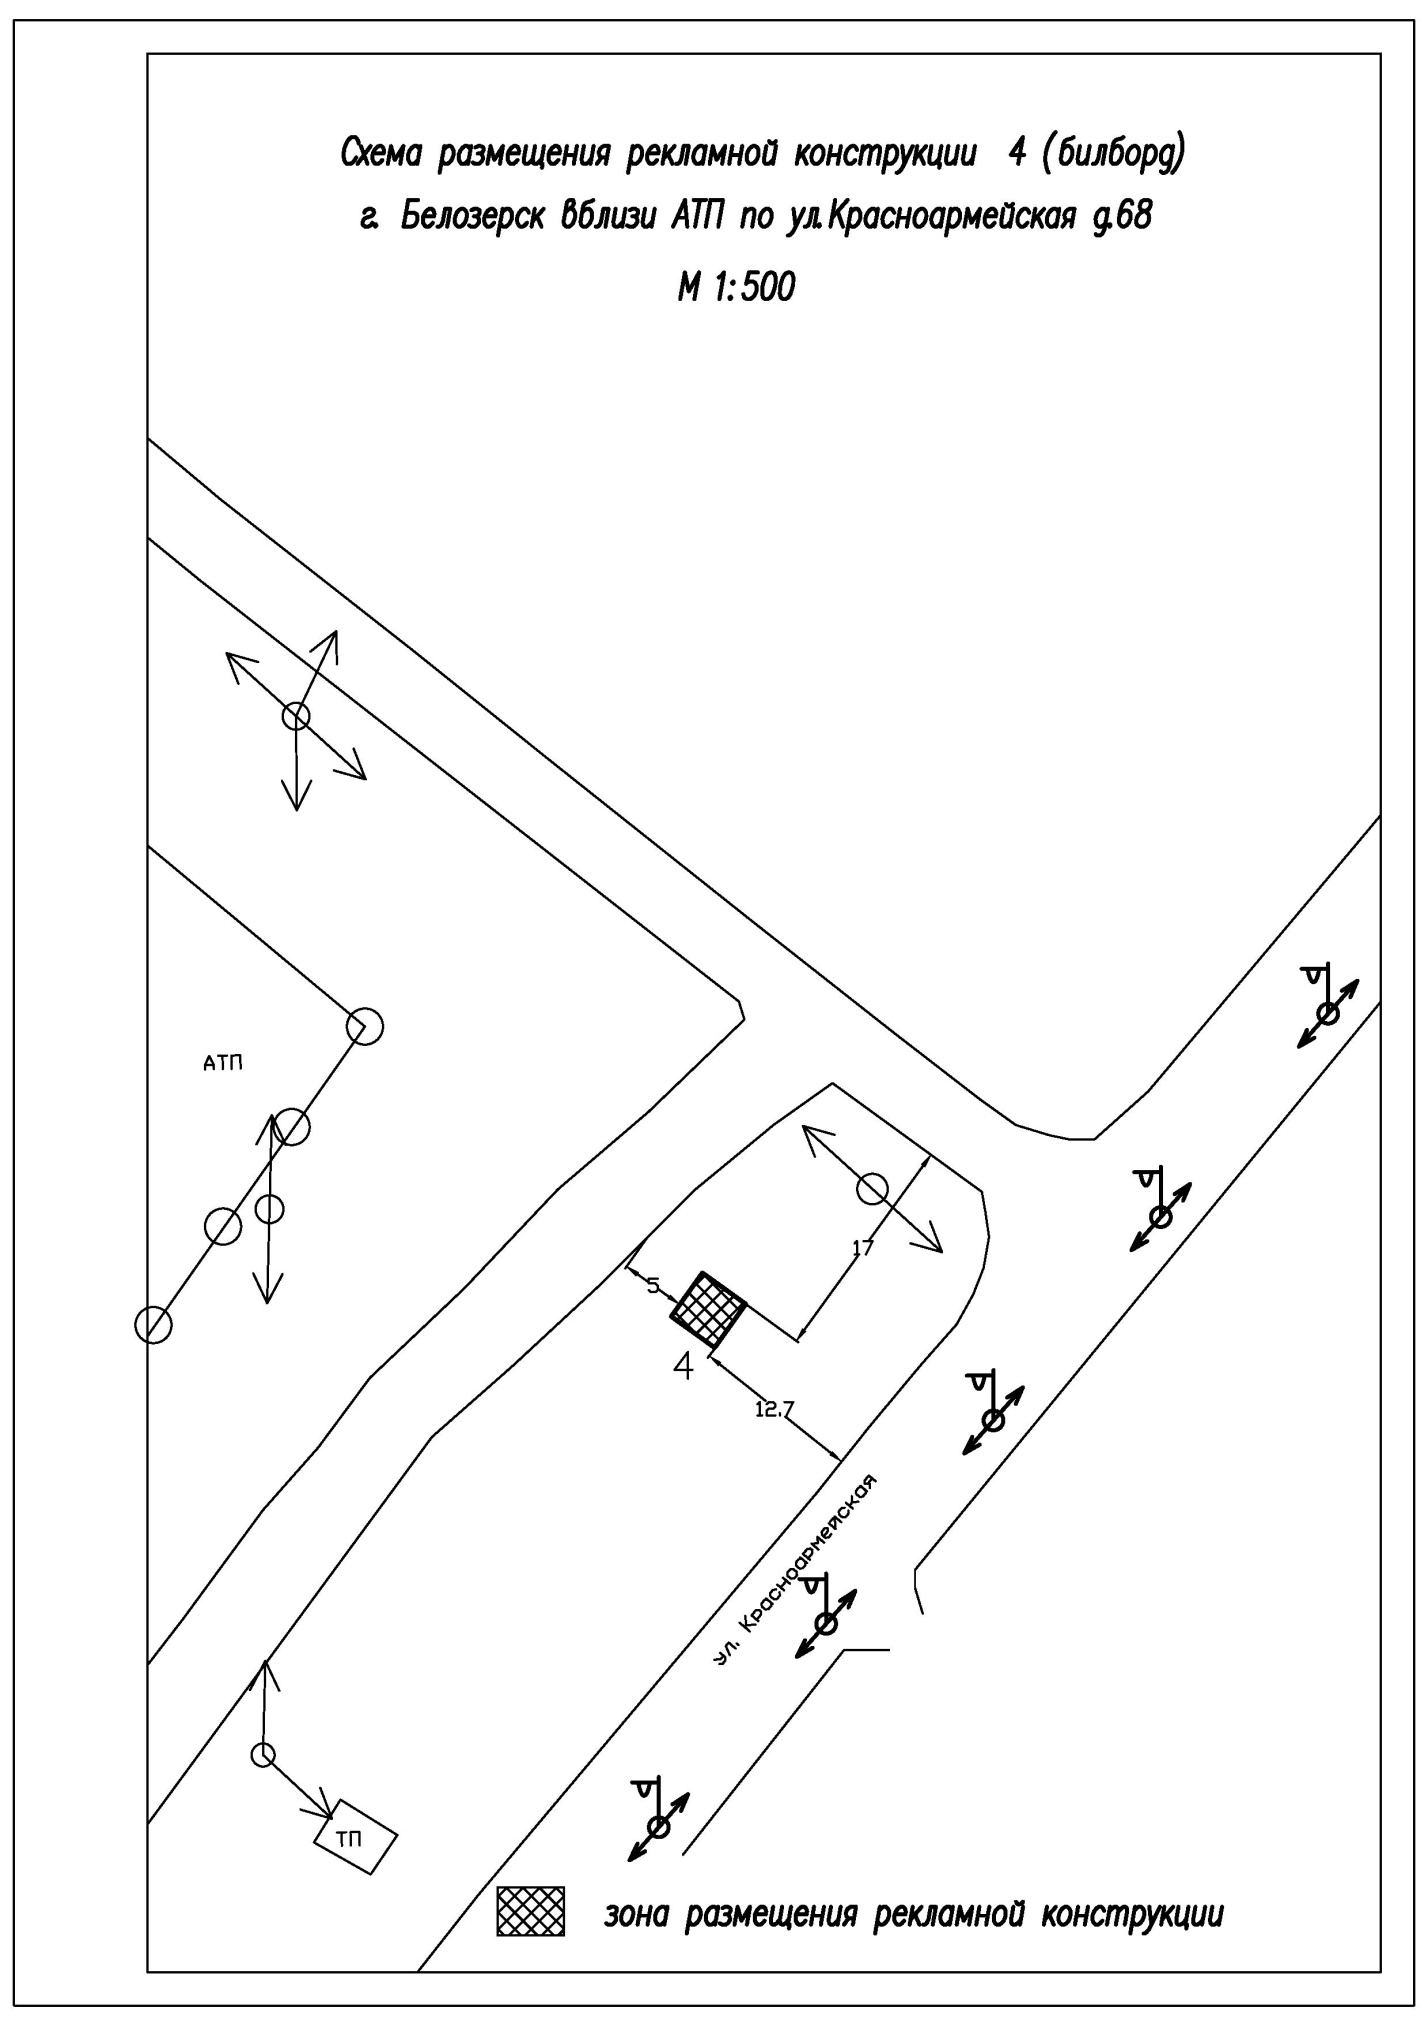 Схема размещения рекламной конструкции 4 (билборд)
г. Белозерск вблизи АТП по ул.Красноармейская д.68
М 1:500
АТП
17
5
4
12.7
ул. Красноармейская
ТП
зона размещения рекламной конструкции